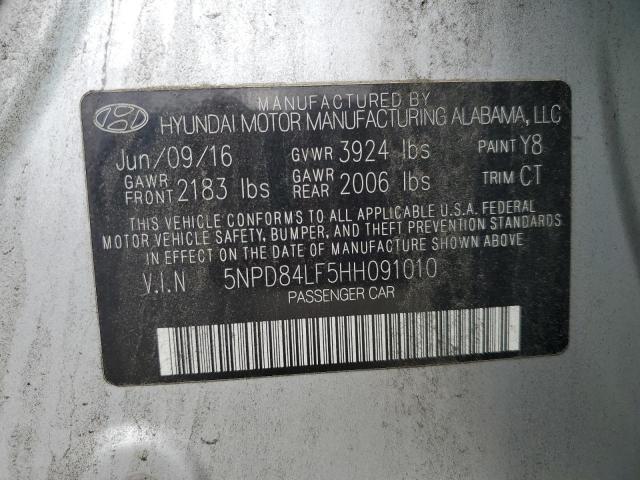 MANUFACTURED BY
HYUNDAI MOTOR MANUFACTURING ALABAMA, LLC
Jun/09/16 GVWR 3924 lbs PAINT Y8
GAWR FRONT 2183 lbs GAWR REAR 2006 lbs TRIM CT
THIS VEHICLE CONFORMS TO ALL APPLICABLE U.S.A. FEDERAL
MOTOR VEHICLE SAFETY, BUMPER, AND THEFT PREVENTION STANDARDS
IN EFFECT ON THE DATE OF MANUFACTURE SHOWN ABOVE.
V.I.N 5NPD84LF5HH091010
PASSENGER CAR